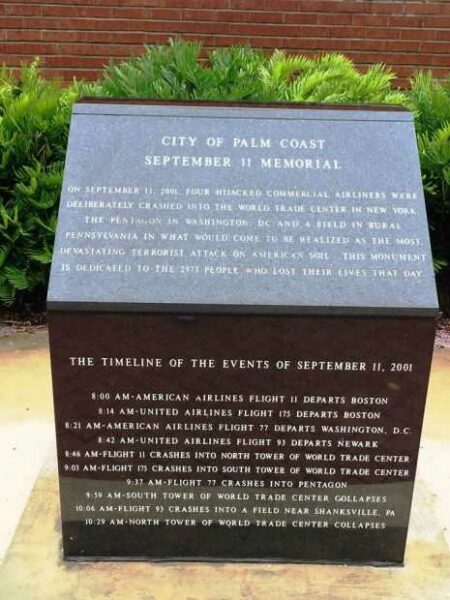 CITY OF PALM COAST
SEPTEMBER 11 MEMORIAL
ON SEPTEMBER 11, 2001, FOUR HIJACKED COMMERCIAL AIRLINERS WERE
DELIBERATELY CRASHED INTO THE WORLD TRADE CENTER IN NEW YORK,
THE PENTAGON IN WASHINGTON, DC AND A FIELD IN RURAL
PENNSYLVANIA IN WHAT WOULD COME TO BE REALIZED AS THE MOST
DEVASTATING TERRORIST ATTACK ON AMERICAN SOIL. THIS MONUMENT
IS DEDICATED TO THE 2973 PEOPLE WHO LOST THEIR LIVES THAT DAY.
THE TIMELINE OF THE EVENTS OF SEPTEMBER 11, 2001
8:00 AM-AMERICAN AIRLINES FLIGHT 11 DEPARTS BOSTON
8:14 AM-UNITED AIRLINES FLIGHT 175 DEPARTS BOSTON
8:21 AM-AMERICAN AIRLINES FLIGHT 77 DEPARTS WASHINGTON, D.C.
8:42 AM-UNITED AIRLINES FLIGHT 93 DEPARTS NEWARK
8:46 AM-FLIGHT 11 CRASHES INTO NORTH TOWER OF WORLD TRADE CENTER
9:03 AM-FLIGHT 175 CRASHES INTO SOUTH TOWER OF WORLD TRADE CENTER
9:37 AM-FLIGHT 77 CRASHES INTO PENTAGON
9:59 AM-SOUTH TOWER OF WORLD TRADE CENTER COLLAPSES
10:06 AM-FLIGHT 93 CRASHES INTO A FIELD NEAR SHANKSVILLE, PA
10:29 AM-NORTH TOWER OF WORLD TRADE CENTER COLLAPSES